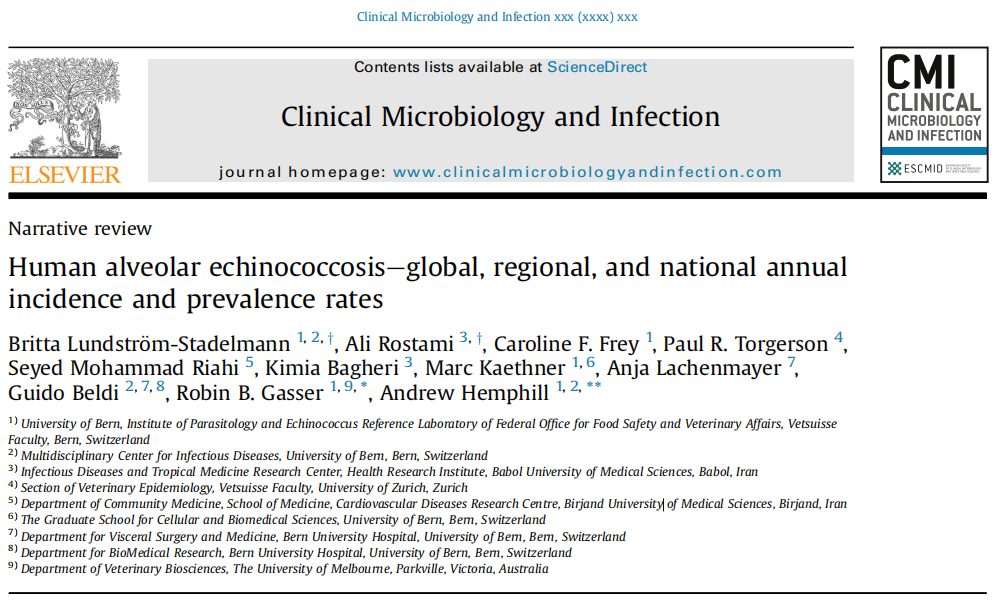 Clinical Microbiology and Infection xxx (xxxx) xxx
Contents lists available at ScienceDirect
Clinical Microbiology and Infection
journal homepage: www.clinicalmicrobiologyandinfection.com
ELSEVIER
CMI
CLINICAL
MICROBIOLOGY
AND INFECTION
ESCMID
Narrative review
Human alveolar echinococcosis—global, regional, and national annual
incidence and prevalence rates
Britta Lundström-Stadelmann 1, 2, †, Ali Rostami 3, †, Caroline F. Frey 1, Paul R. Torgerson 4,
Seyed Mohammad Riahi 5, Kimia Bagheri 3, Marc Kaethner 1, 6, Anja Lachenmayer 7,
Guido Beldi 2, 7, 8, Robin B. Gasser 1, 9, *, Andrew Hemphill 1, 2, **
1) University of Bern, Institute of Parasitology and Echinococcus Reference Laboratory of Federal Office for Food Safety and Veterinary Affairs, Vetsuisse
Faculty, Bern, Switzerland
2) Multidisciplinary Center for Infectious Diseases, University of Bern, Bern, Switzerland
3) Infectious Diseases and Tropical Medicine Research Center, Health Research Institute, Babol University of Medical Sciences, Babol, Iran
4) Section of Veterinary Epidemiology, Vetsuisse Faculty, University of Zurich, Zurich
5) Department of Community Medicine, School of Medicine, Cardiovascular Diseases Research Centre, Birjand University of Medical Sciences, Birjand, Iran
6) The Graduate School for Cellular and Biomedical Sciences, University of Bern, Bern, Switzerland
7) Department for Visceral Surgery and Medicine, Bern University Hospital, University of Bern, Bern, Switzerland
8) Department for BioMedical Research, Bern University Hospital, University of Bern, Bern, Switzerland
9) Department of Veterinary Biosciences, The University of Melbourne, Parkville, Victoria, Australia